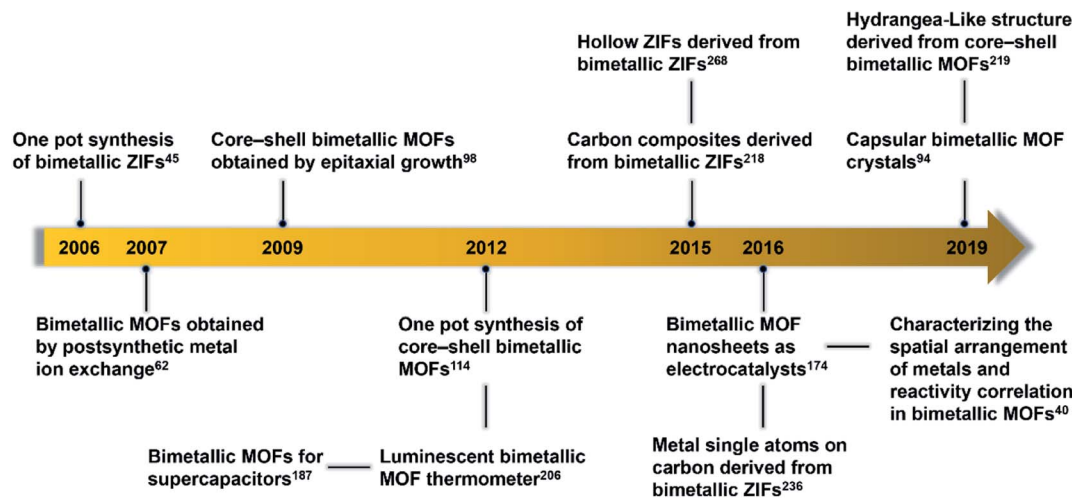 Hollow ZIFs derived from
bimetallic ZIFs²⁶⁸
Hydrangea-Like structure
derived from core–shell
bimetallic MOFs²¹⁹
One pot synthesis
of bimetallic ZIFs⁴⁵
Core–shell bimetallic MOFs
obtained by epitaxial growth⁹⁸
Carbon composites derived
from bimetallic ZIFs²¹⁸
Capsular bimetallic MOF
crystals⁹⁴
2006 2007 2009 2012 2015 2016 2019
Bimetallic MOFs obtained
by postsynthetic metal
ion exchange⁶²
One pot synthesis of
core–shell bimetallic
MOFs¹¹⁴
Bimetallic MOF
nanosheets as
electrocatalysts¹⁷⁴
Characterizing the
spatial arrangement
of metals and
reactivity correlation
in bimetallic MOFs⁴⁰
Bimetallic MOFs for
supercapacitors¹⁸⁷
Luminescent bimetallic
MOF thermometer²⁰⁶
Metal single atoms on
carbon derived from
bimetallic ZIFs²³⁶